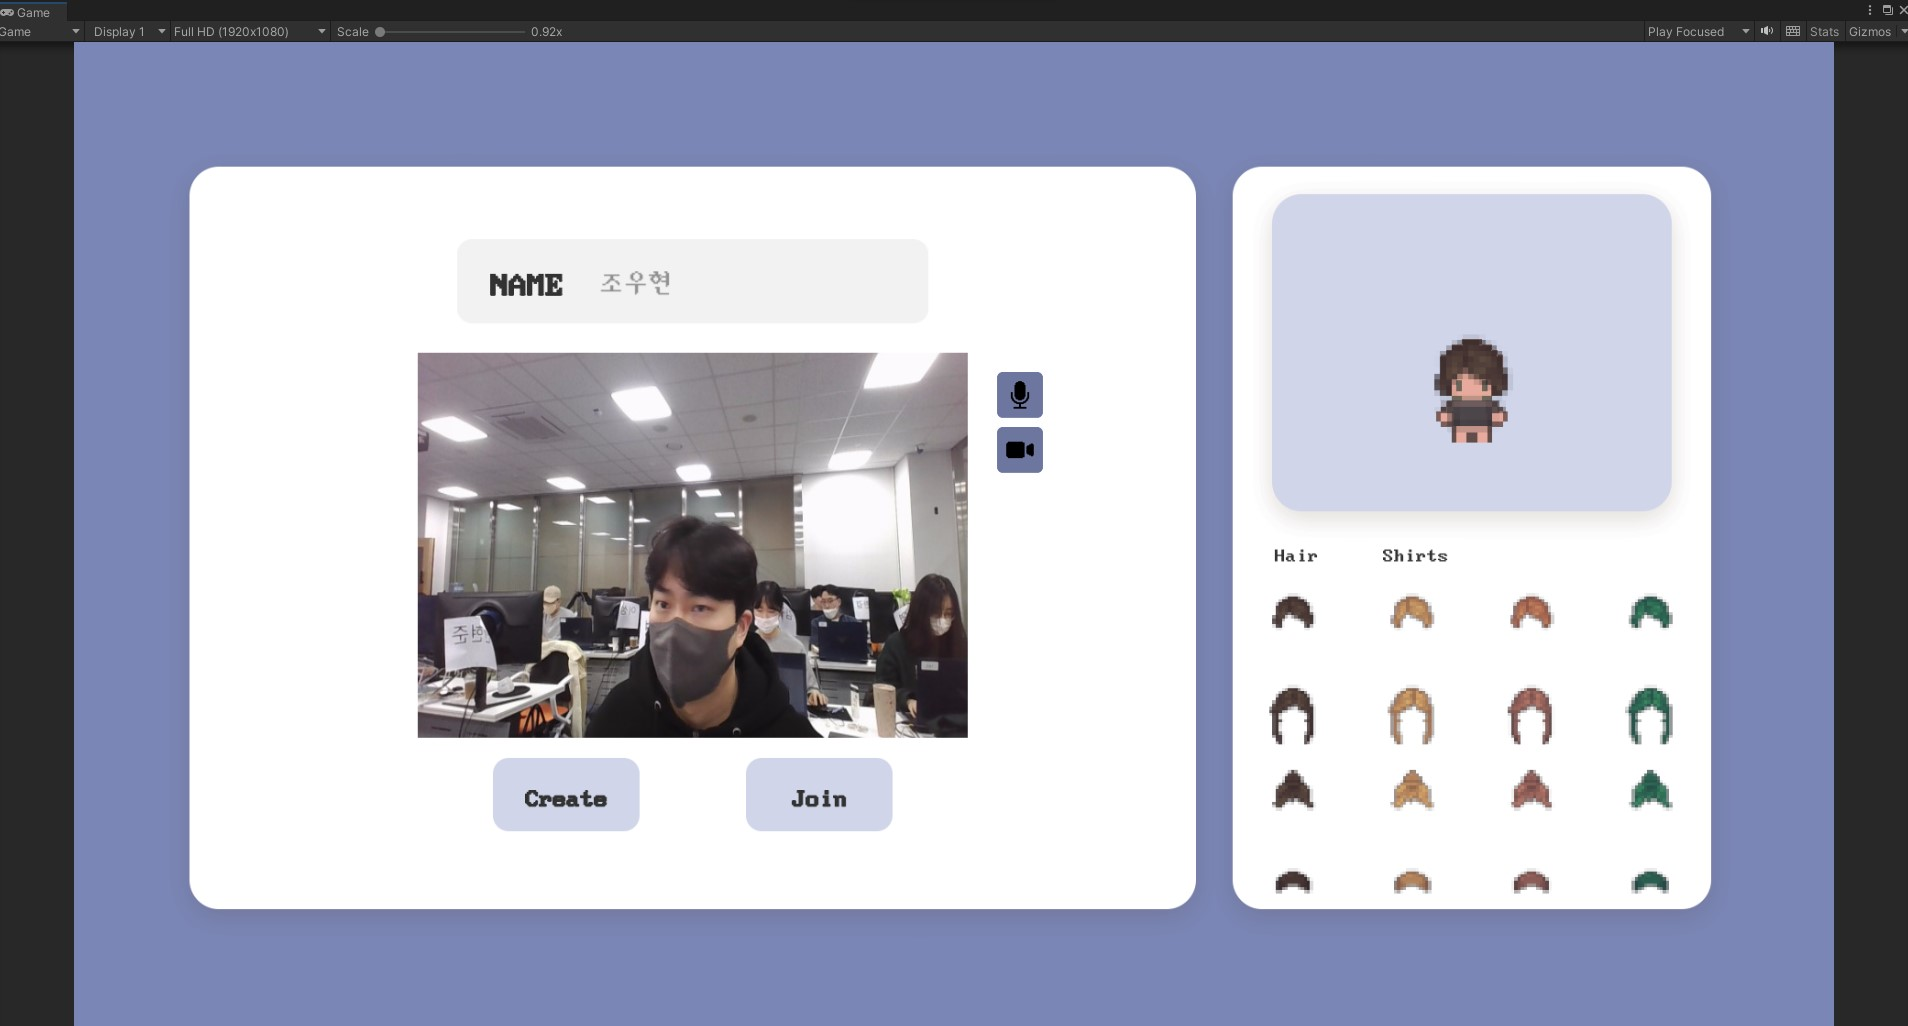 Game
Game
Display 1
Full HD (1920x1080)
Scale
0.92x
Play Focused
Stats
Gizmos
NAME
조우현
Create
Join
Hair
Shirts